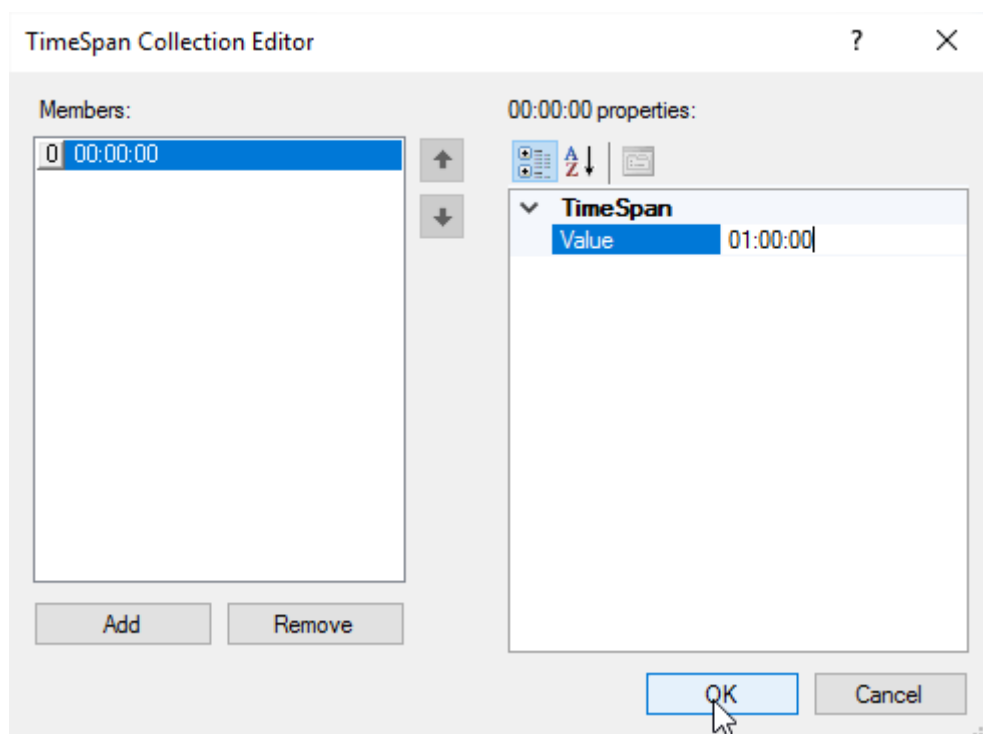 TimeSpan Collection Editor
?
Members:
0 00:00:00
Add
Remove
00:00:00 properties:
A
Z
TimeSpan
Value 01:00:00
OK
Cancel